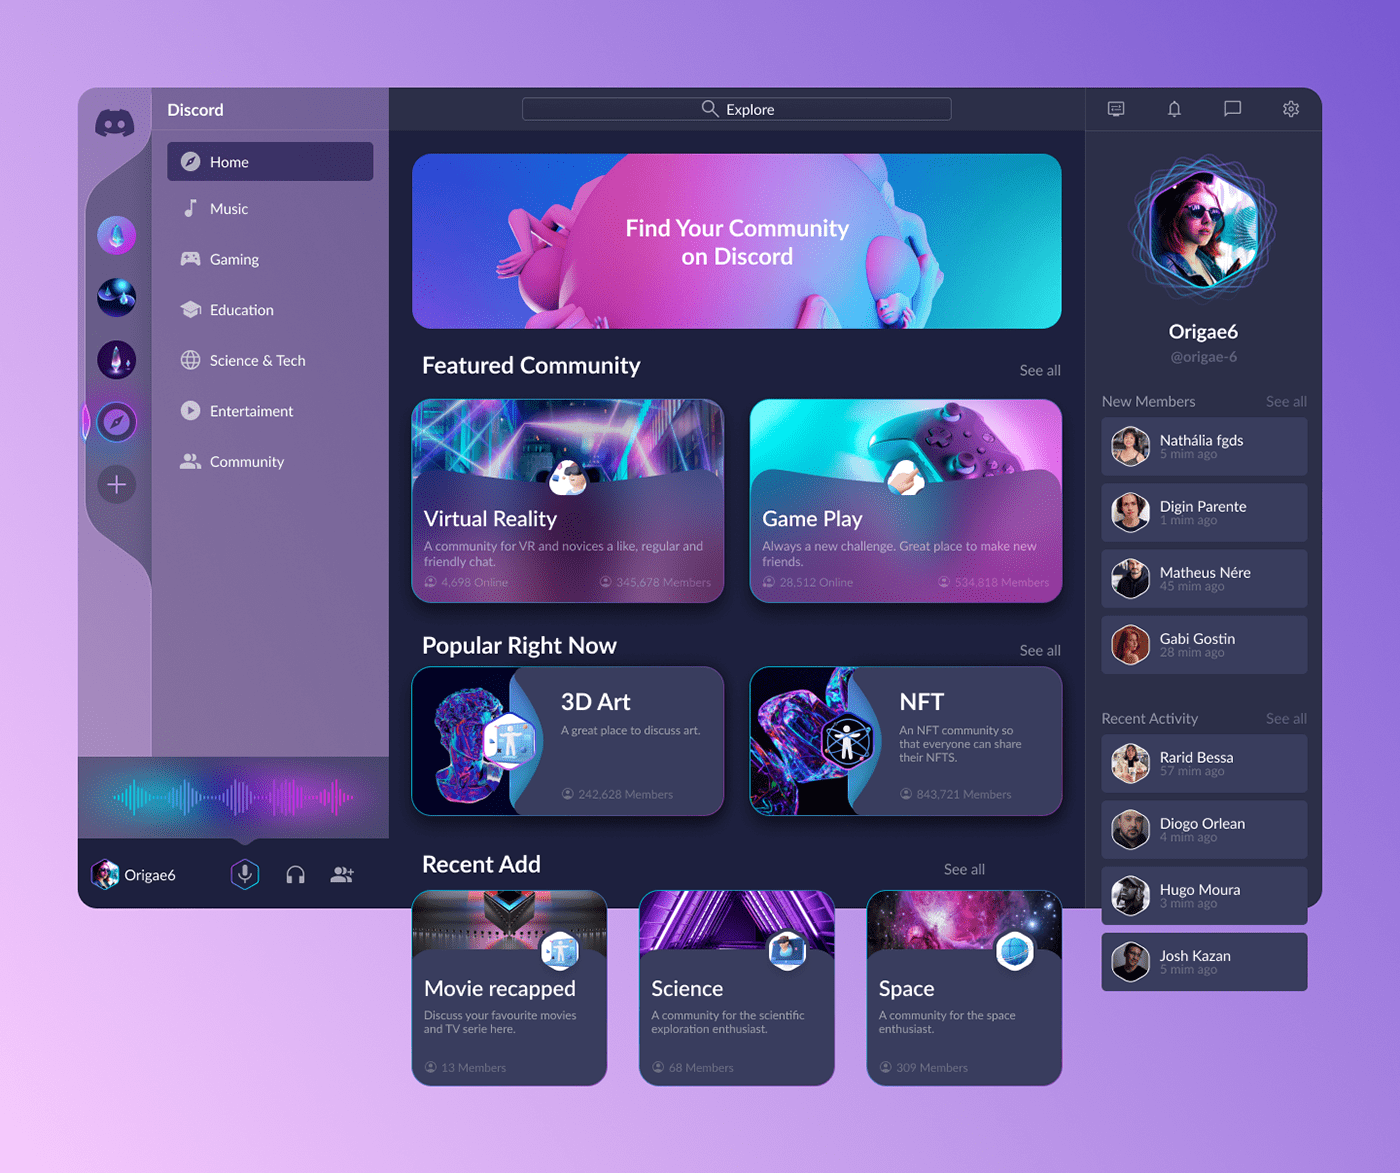 Discord
Explore
Home
Music
Gaming
Education
Science & Tech
Entertaiment
Community
Origae6
Find Your Community
on Discord
Featured Community
See all
Virtual Reality
A community for VR and novices a like, regular and
friendly chat.
4,698 Online
345,678 Members
Game Play
Always a new challenge. Great place to make new
friends.
28,512 Online
534,818 Members
Popular Right Now
See all
3D Art
A great place to discuss art.
242,628 Members
NFT
An NFT community so
that everyone can share
their NFTS.
843,721 Members
Recent Add
See all
Movie recapped
Discuss your favourite movies
and TV serie here.
13 Members
Science
A community for the scientific
exploration enthusiast.
68 Members
Space
A community for the space
enthusiast.
309 Members
Origae6
@origae-6
New Members
See all
Nathália fgds
5 mim ago
Digin Parente
1 mim ago
Matheus Nére
45 mim ago
Gabi Gostin
28 mim ago
Recent Activity
See all
Rarid Bessa
57 mim ago
Diogo Orlean
4 mim ago
Hugo Moura
3 mim ago
Josh Kazan
5 mim ago